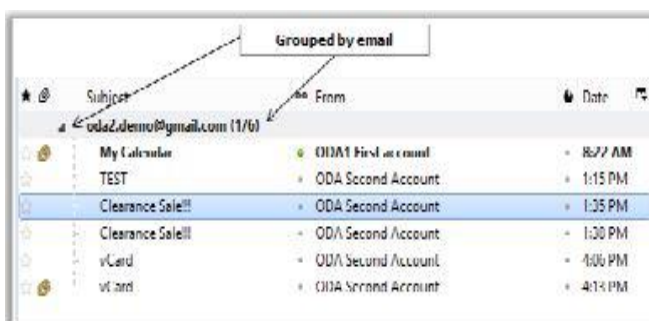 Grouped by email
Subject From Date
oda2.demo@gmail.com (1/6)
My Calendar ODA1 First account 8:22 AM
TEST ODA Second Account 1:15 PM
Clearance Sale!!! ODA Second Account 1:35 PM
Clearance Sale!!! ODA Second Account 1:38 PM
vCard ODA Second Account 4:06 PM
vCard ODA Second Account 4:13 PM